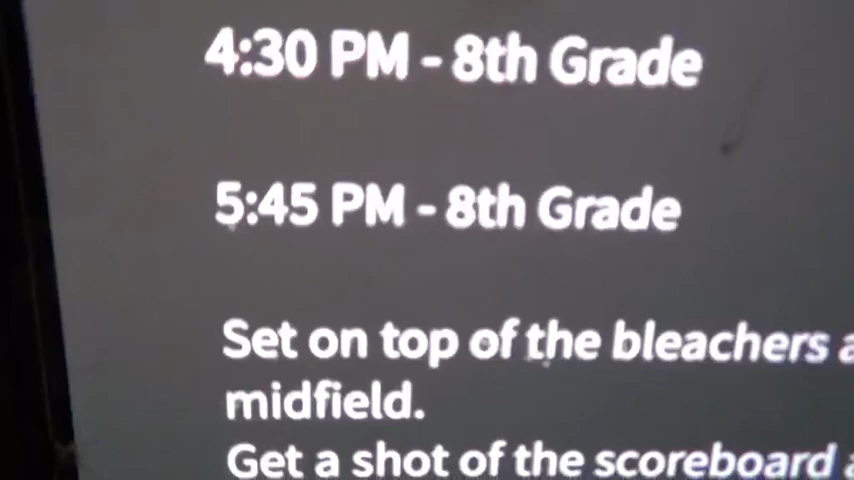 4:30 PM - 8th Grade
5:45 PM - 8th Grade
Set on top of the bleachers
midfield.
Get a shot of the scoreboard